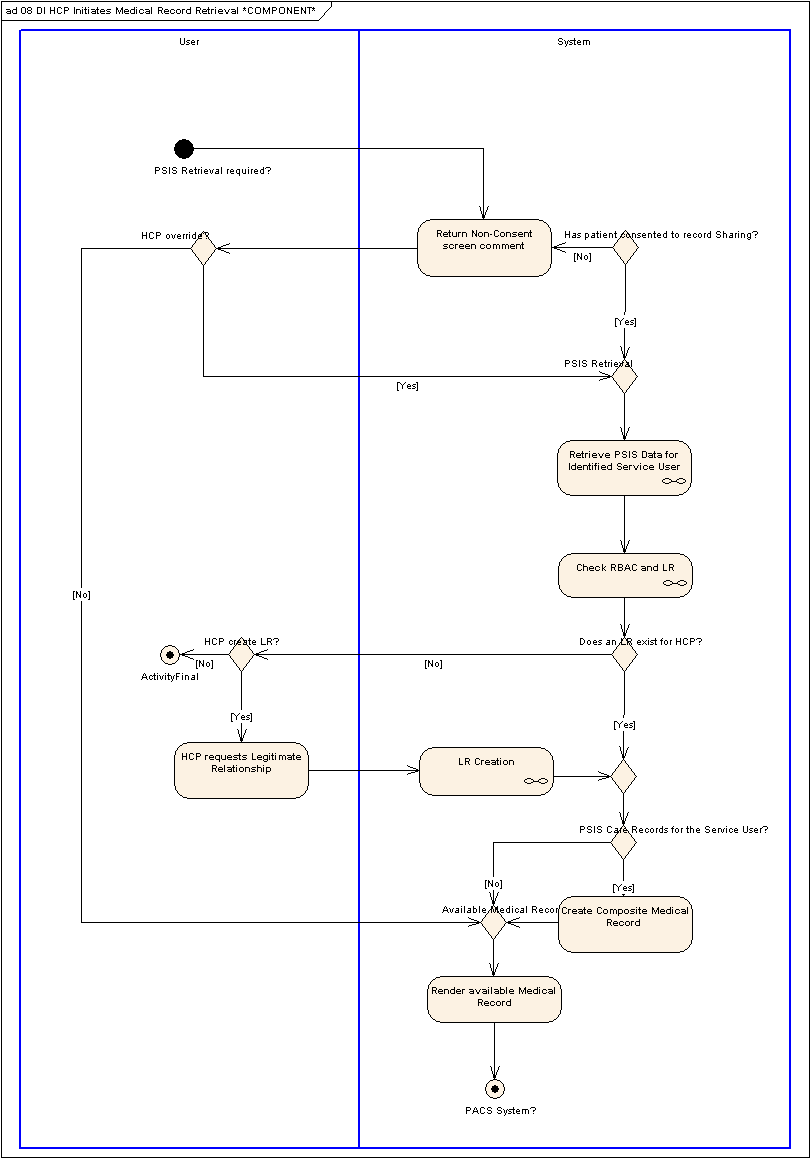 ad 08 DI HCP Initiates Medical Record Retrieval *COMPONENT*
User
System
PSIS Retrieval required?
HCP override?
Return Non-Consent
screen comment
Has patient consented to record Sharing?
[No]
[Yes]
PSIS Retrieval
[Yes]
Retrieve PSIS Data for
Identified Service User
Check RBAC and LR
[No]
HCP create LR?
Does an LR exist for HCP?
[No]
[No]
ActivityFinal
[Yes]
[Yes]
HCP requests Legitimate
Relationship
LR Creation
PSIS Care Records for the Service User?
[No]
[Yes]
Available Medical Recor
Create Composite Medical
Record
Render available Medical
Record
PACS System?